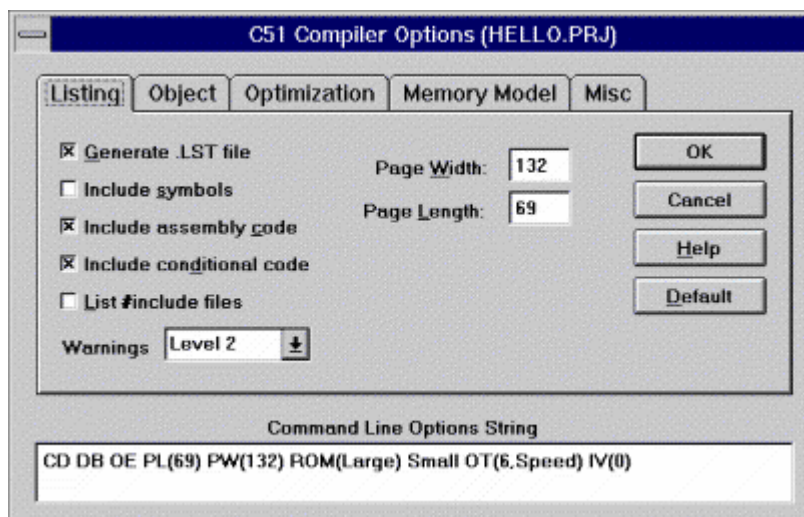 C51 Compiler Options (HELLO.PRJ)
Listing Object Optimization Memory Model Misc
Generate .LST file
Include symbols
Include assembly code
Include conditional code
List #include files
Warnings Level 2
Page Width: 132
Page Length: 69
OK
Cancel
Help
Default
Command Line Options String
CD DB OE PL(69) PW(132) ROM(Large) Small OT(6,Speed) IV(0)